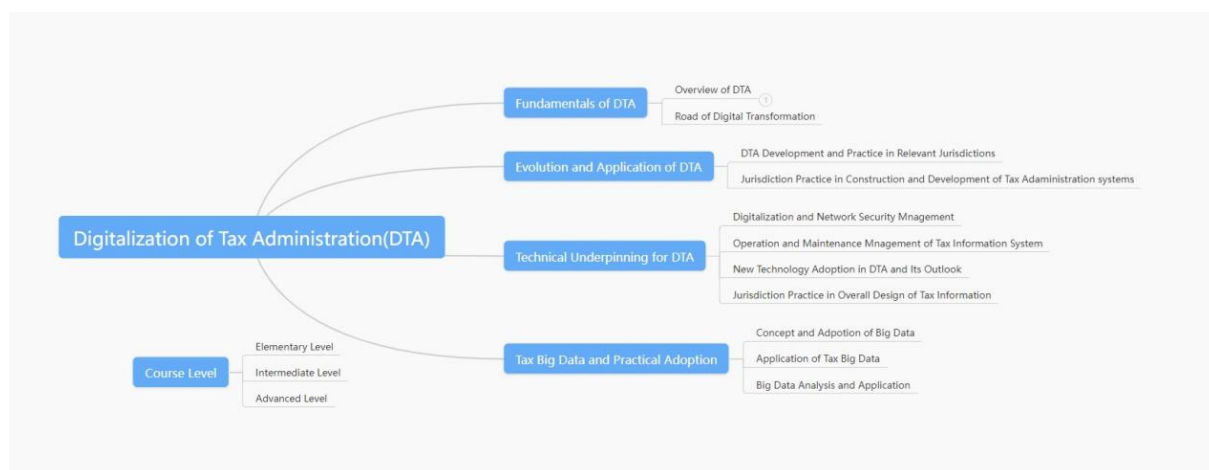 Digitalization of Tax Administration(DTA)
Fundamentals of DTA
Overview of DTA
Road of Digital Transformation
Evolution and Application of DTA
DTA Development and Practice in Relevant Jurisdictions
Jurisdiction Practice in Construction and Development of Tax Adaministration systems
Technical Underpinning for DTA
Digitalization and Network Security Mnagement
Operation and Maintenance Mnagement of Tax Information System
New Technology Adoption in DTA and Its Outlook
Jurisdiction Practice in Overall Design of Tax Information
Tax Big Data and Practical Adoption
Concept and Adpotion of Big Data
Application of Tax Big Data
Big Data Analysis and Application
Course Level
Elementary Level
Intermediate Level
Advanced Level